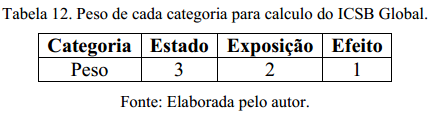 Tabela 12. Peso de cada categoria para calculo do ICSB Global.
Categoria Estado Exposição Efeito
Peso 3 2 1
Fonte: Elaborada pelo autor.